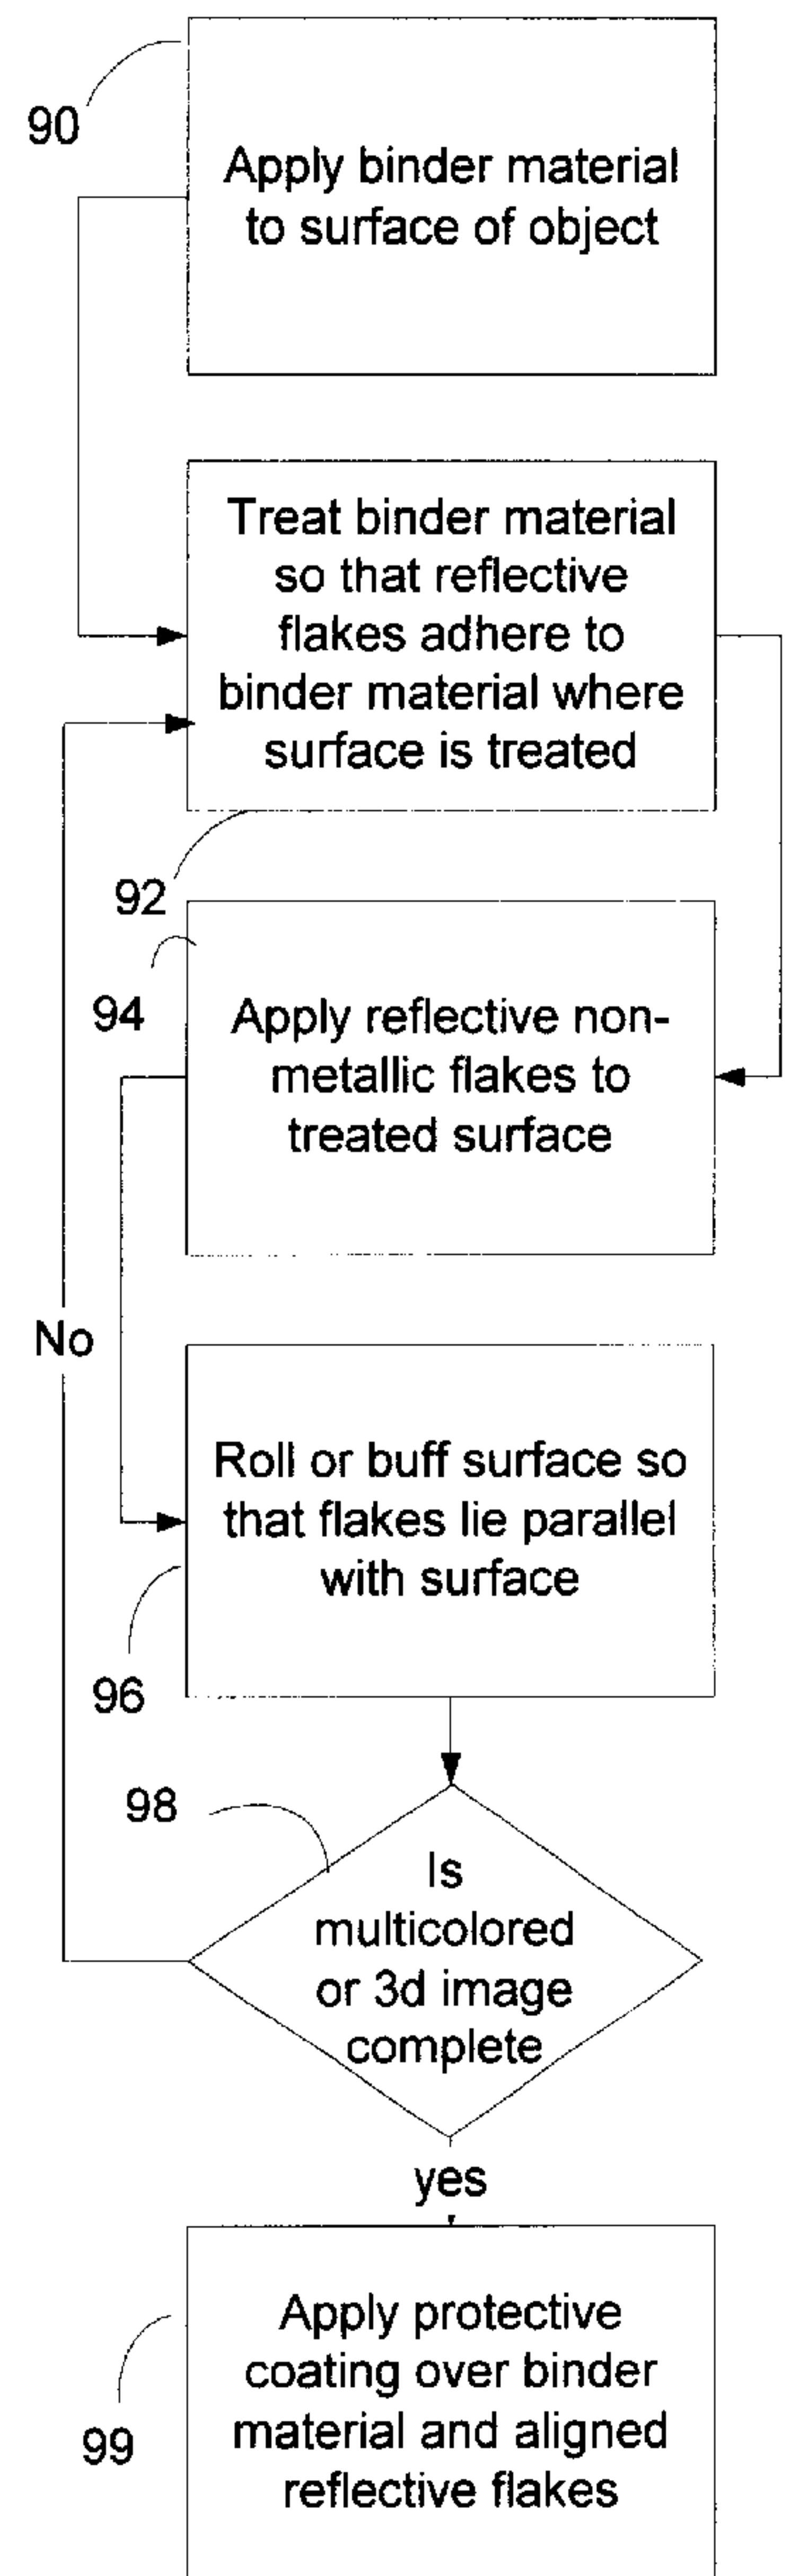 90
Apply binder material
to surface of object
Treat binder material
so that reflective
flakes adhere to
binder material where
surface is treated
92
94
Apply reflective non-
metallic flakes to
treated surface
No
Roll or buff surface so
that flakes lie parallel
with surface
96
98
Is
multicolored
or 3d image
complete
yes
Apply protective
coating over binder
material and aligned
reflective flakes
99